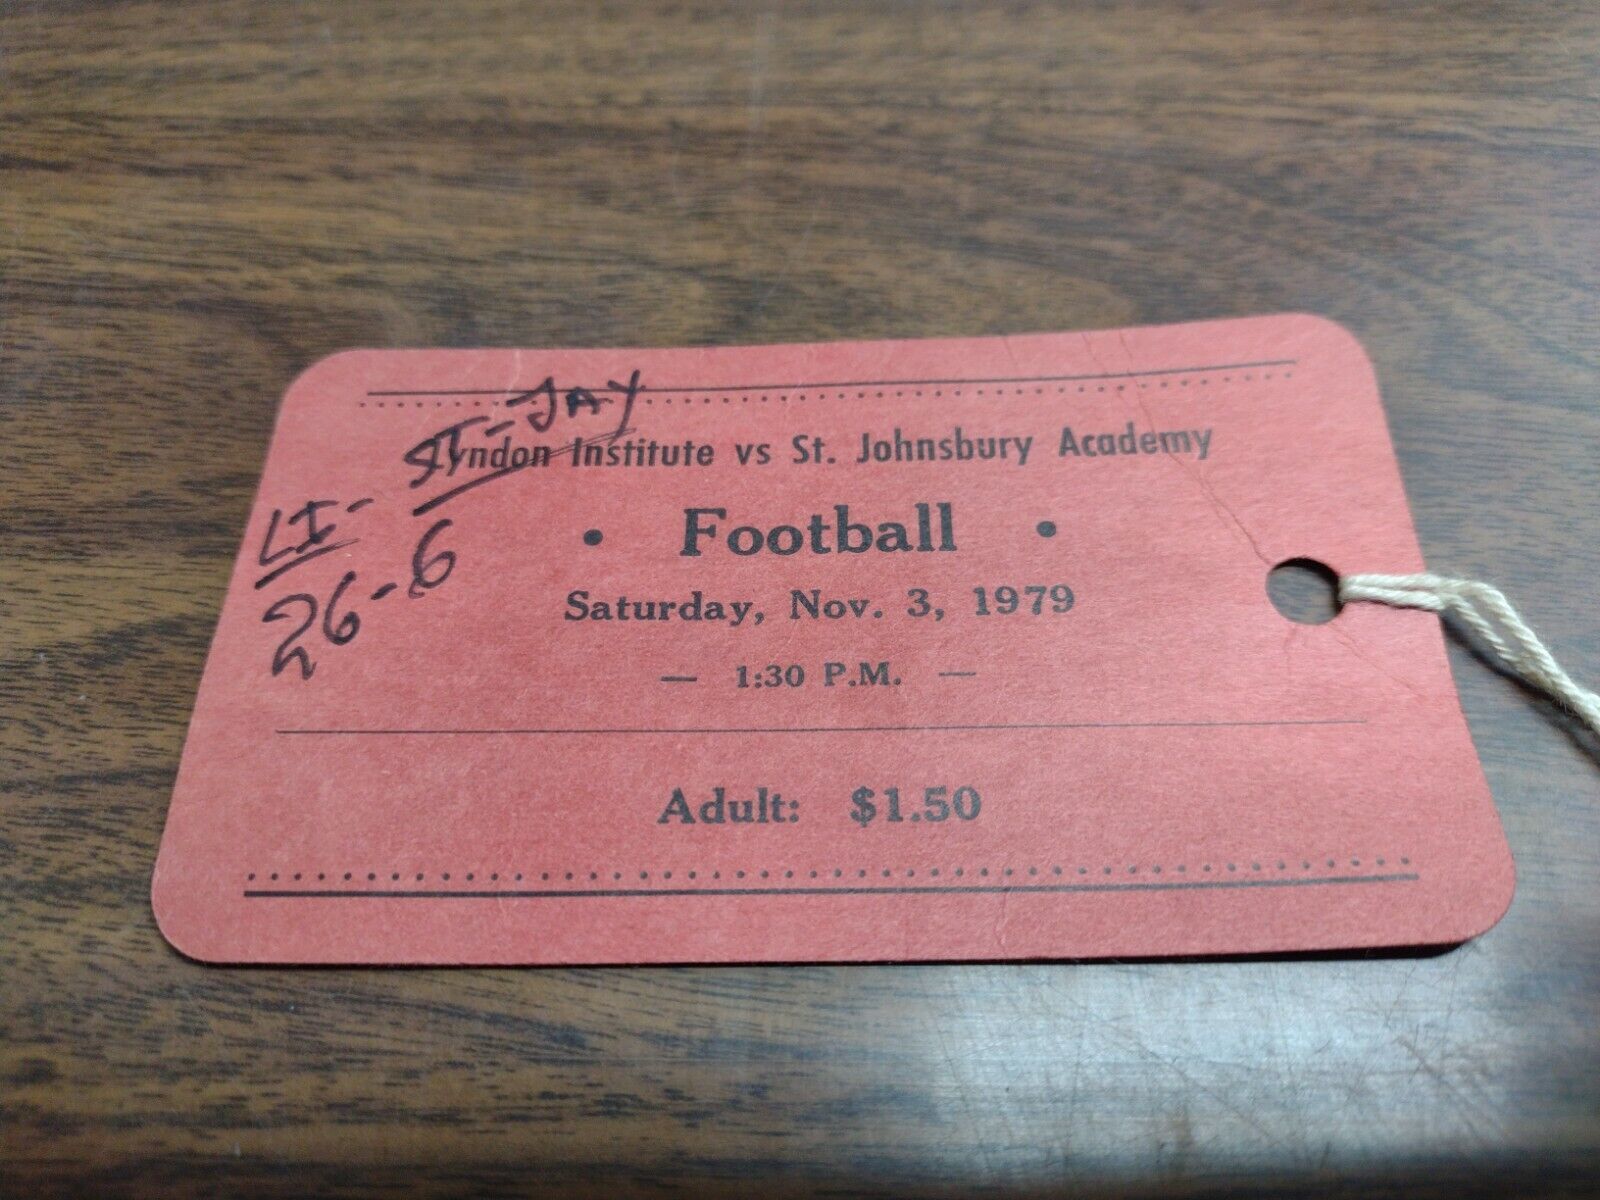 ST-JAY
Lyndon Institute vs St. Johnsbury Academy
LI-
26-6
• Football •
Saturday, Nov. 3, 1979
— 1:30 P.M. —
Adult: $1.50